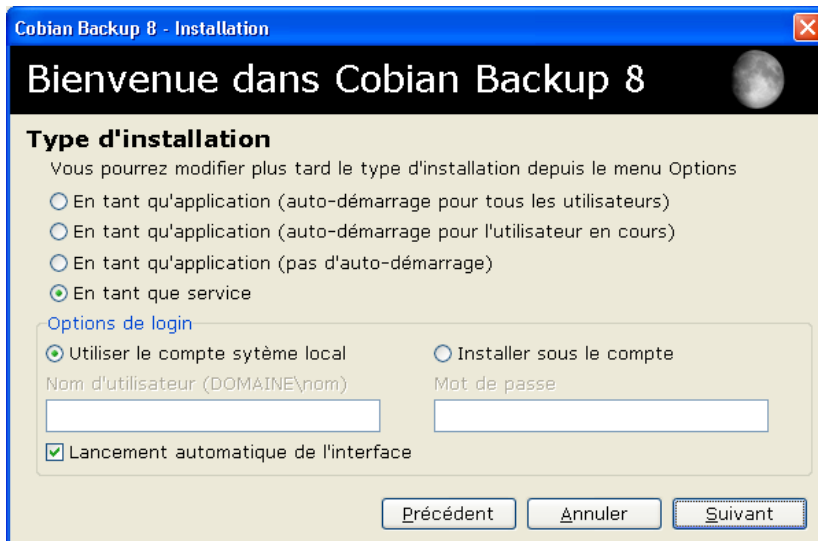 Cobian Backup 8 - Installation
Bienvenue dans Cobian Backup 8
Type d'installation
Vous pourrez modifier plus tard le type d'installation depuis le menu Options
En tant qu'application (auto-démarrage pour tous les utilisateurs)
En tant qu'application (auto-démarrage pour l'utilisateur en cours)
En tant qu'application (pas d'auto-démarrage)
En tant que service
Options de login
Utiliser le compte sytème local
Installer sous le compte
Nom d'utilisateur (DOMAINE\nom)
Mot de passe
Lancement automatique de l'interface
Précédent
Annuler
Suivant